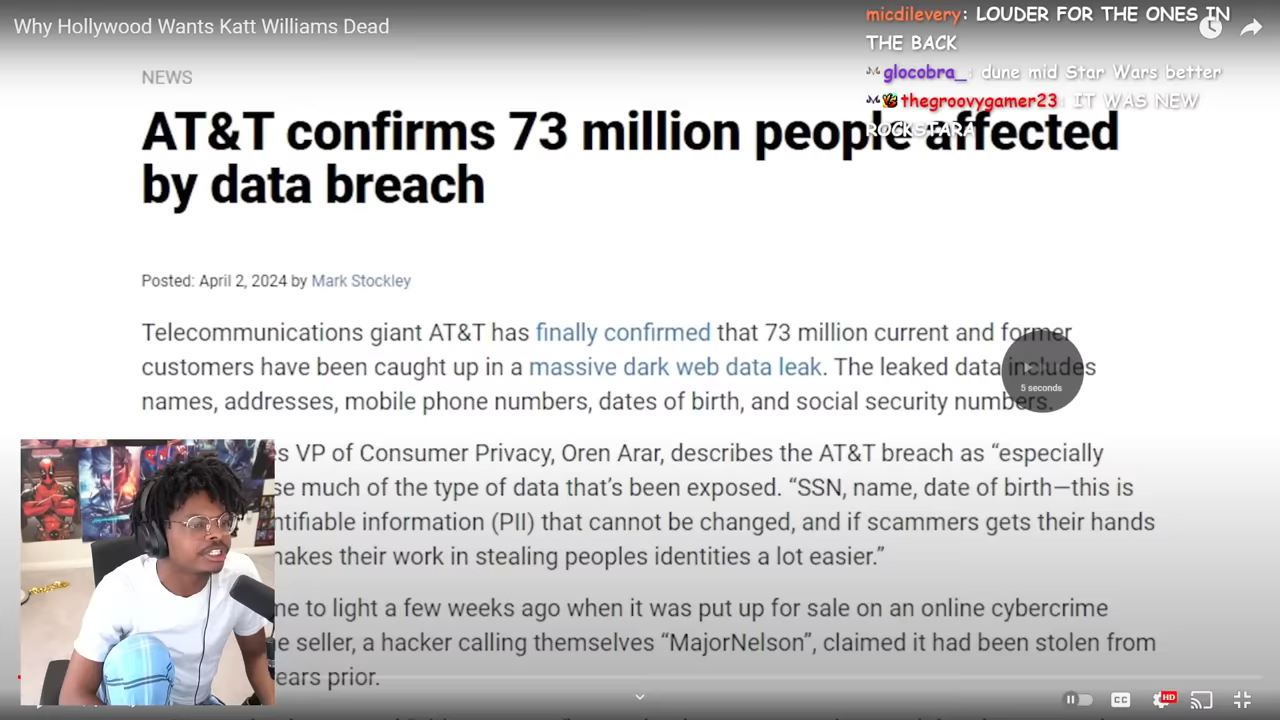 Why Hollywood Wants Katt Williams Dead
micdilevery: LOUDER FOR THE ONES IN
THE BACK
glocobra_: dune mid Star Wars better
thegroovygamer23: IT WAS NEW
ROCKSTARA
NEWS
AT&T confirms 73 million people affected
by data breach
Posted: April 2, 2024 by Mark Stockley
Telecommunications giant AT&T has finally confirmed that 73 million current and former
customers have been caught up in a massive dark web data leak. The leaked data includes
names, addresses, mobile phone numbers, dates of birth, and social security numbers.
5 seconds
s VP of Consumer Privacy, Oren Arar, describes the AT&T breach as “especially
se much of the type of data that’s been exposed. “SSN, name, date of birth—this is
ntifiable information (PII) that cannot be changed, and if scammers gets their hands
makes their work in stealing peoples identities a lot easier.”
me to light a few weeks ago when it was put up for sale on an online cybercrime
e seller, a hacker calling themselves “MajorNelson”, claimed it had been stolen from
ears prior.
CC
HD